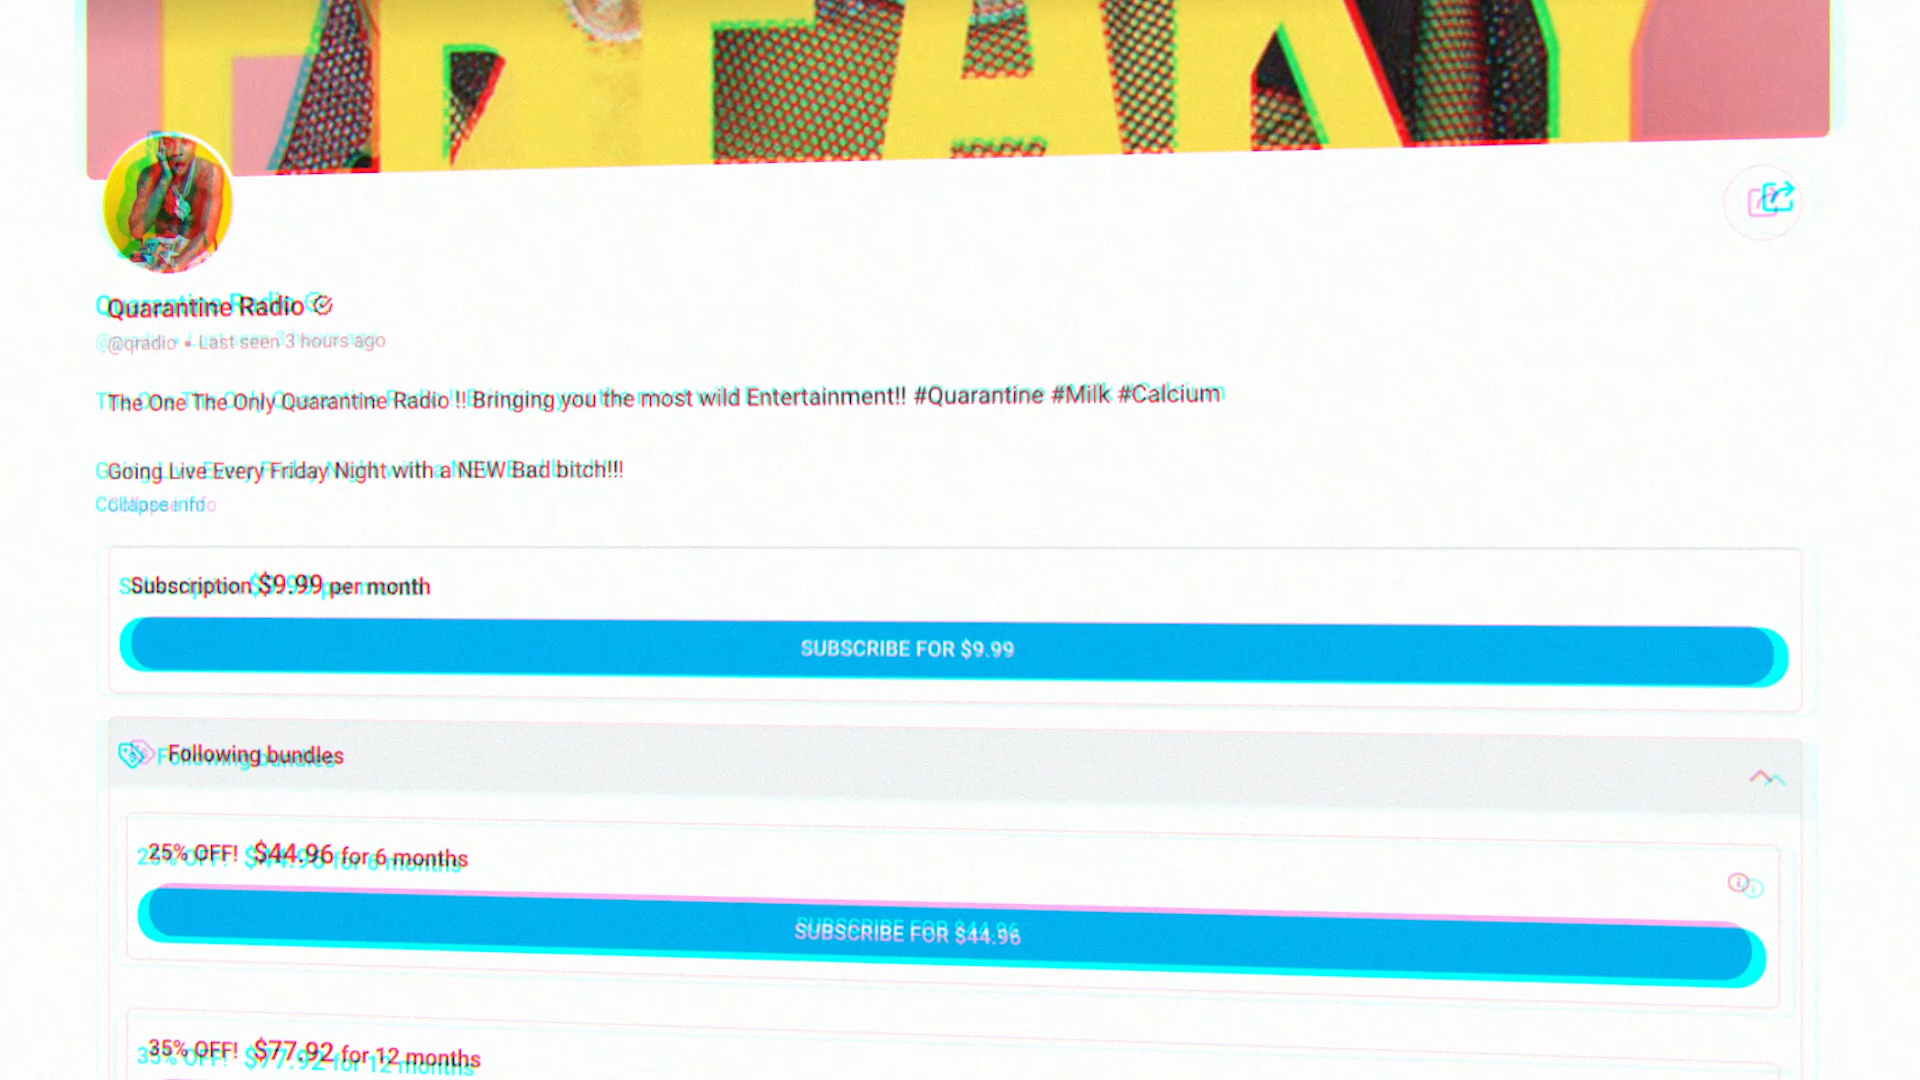 FREAKY
Quarantine Radio
@qradio • Last seen 3 hours ago
The One The Only Quarantine Radio !! Bringing you the most wild Entertainment!! #Quarantine #Milk #Calcium
Going Live Every Friday Night with a NEW Bad bitch!!!
Collapse info
Subscription $9.99 per month
SUBSCRIBE FOR $9.99
Following bundles
25% OFF! $44.96 for 6 months
SUBSCRIBE FOR $44.96
35% OFF! $77.92 for 12 months